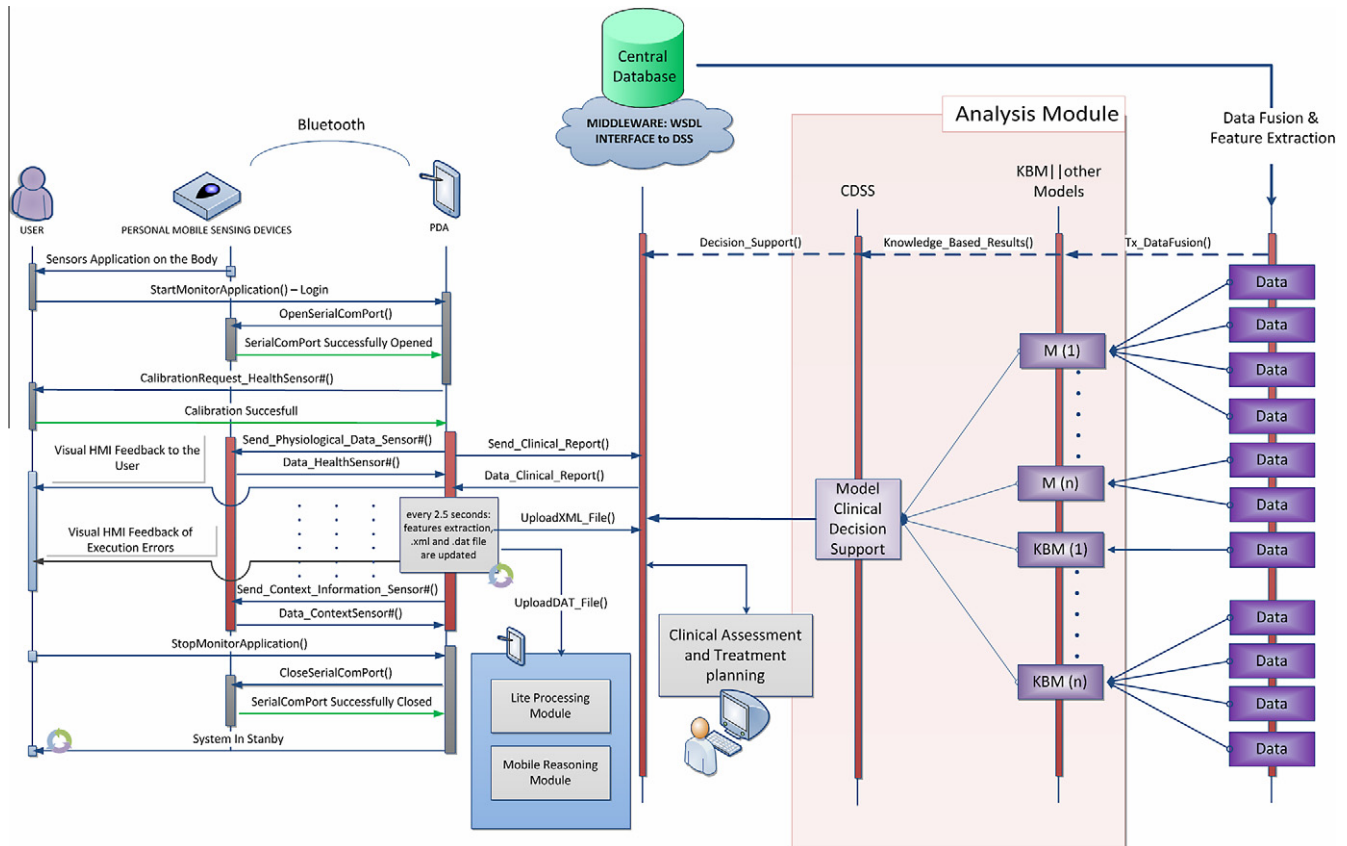 Central
Database
MIDDLEWARE: WSDL
INTERFACE to DSS
Analysis Module
Data Fusion &
Feature Extraction
Bluetooth
CDSS
KBM||other
Models
USER
PERSONAL MOBILE SENSING DEVICES
PDA
Decision_Support()
Knowledge_Based_Results()
Tx_DataFusion()
Sensors Application on the Body
StartMonitorApplication() – Login
OpenSerialComPort()
SerialComPort Successfully Opened
CalibrationRequest_HealthSensor#()
Calibration Succesfull
Send_Physiological_Data_Sensor#()
Send_Clinical_Report()
Visual HMI Feedback to the
User
Data_HealthSensor#()
Data_Clinical_Report()
every 2.5 seconds:
features extraction,
.xml and .dat file
are updated
UploadXML_File()
Visual HMI Feedback of
Execution Errors
Send_Context_Information_Sensor#()
UploadDAT_File()
Data_ContextSensor#()
StopMonitorApplication()
CloseSerialComPort()
SerialComPort Successfully Closed
System In Stanby
Lite Processing
Module
Mobile Reasoning
Module
Clinical Assessment
and Treatment
planning
Model
Clinical
Decision
Support
M (1)
M (n)
KBM (1)
KBM (n)
Data
Data
Data
Data
Data
Data
Data
Data
Data
Data
Data